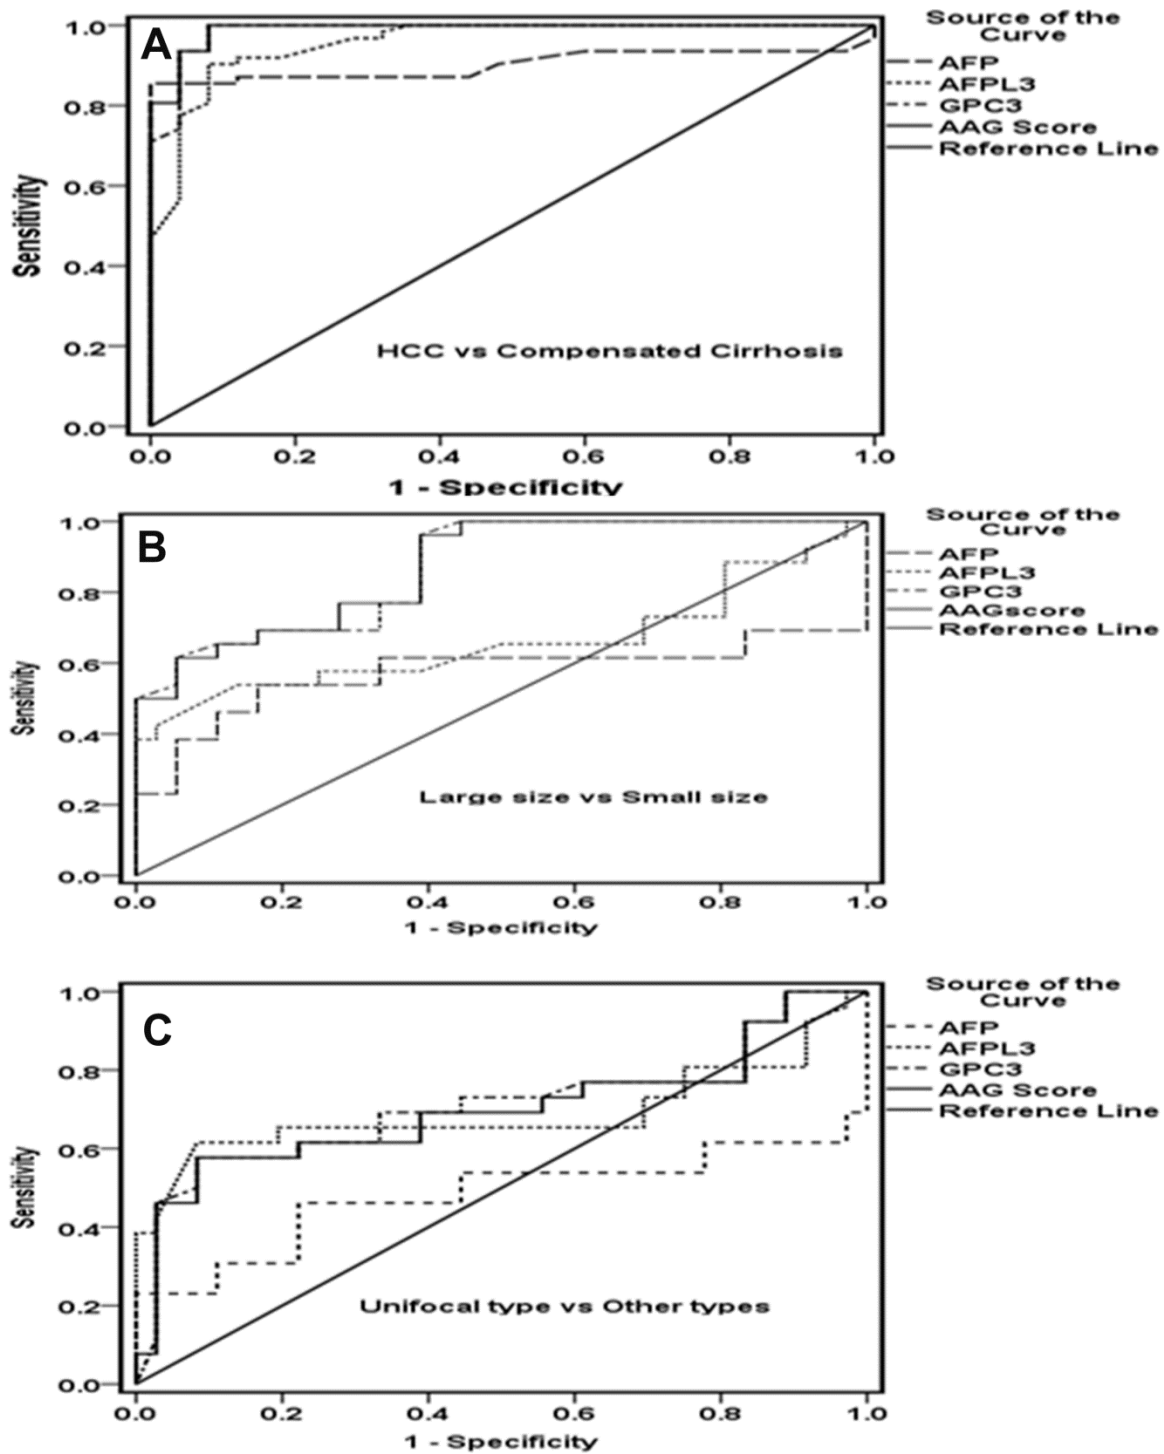 A
Sensitivity
1.0
0.8
0.6
0.4
0.2
0.0
HCC vs Compensated Cirrhosis
0.0 0.2 0.4 0.6 0.8 1.0
1 - Specificity
Source of the
Curve
AFP
AFPL3
GPC3
AAG Score
Reference Line
B
Sensitivity
1.0
0.8
0.6
0.4
0.2
0.0
Large size vs Small size
0.0 0.2 0.4 0.6 0.8 1.0
1 - Specificity
Source of the
Curve
AFP
AFPL3
GPC3
AAGscore
Reference Line
C
Sensitivity
1.0
0.8
0.6
0.4
0.2
0.0
Unifocal type vs Other types
0.0 0.2 0.4 0.6 0.8 1.0
1 - Specificity
Source of the
Curve
AFP
AFPL3
GPC3
AAG Score
Reference Line